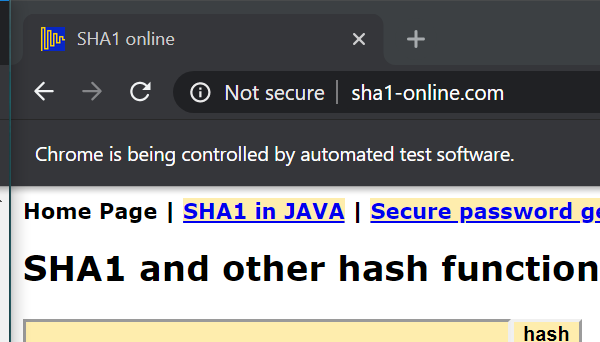 SHA1 online
Not secure | sha1-online.com
Chrome is being controlled by automated test software.
Home Page | SHA1 in JAVA | Secure password ge
SHA1 and other hash function
hash